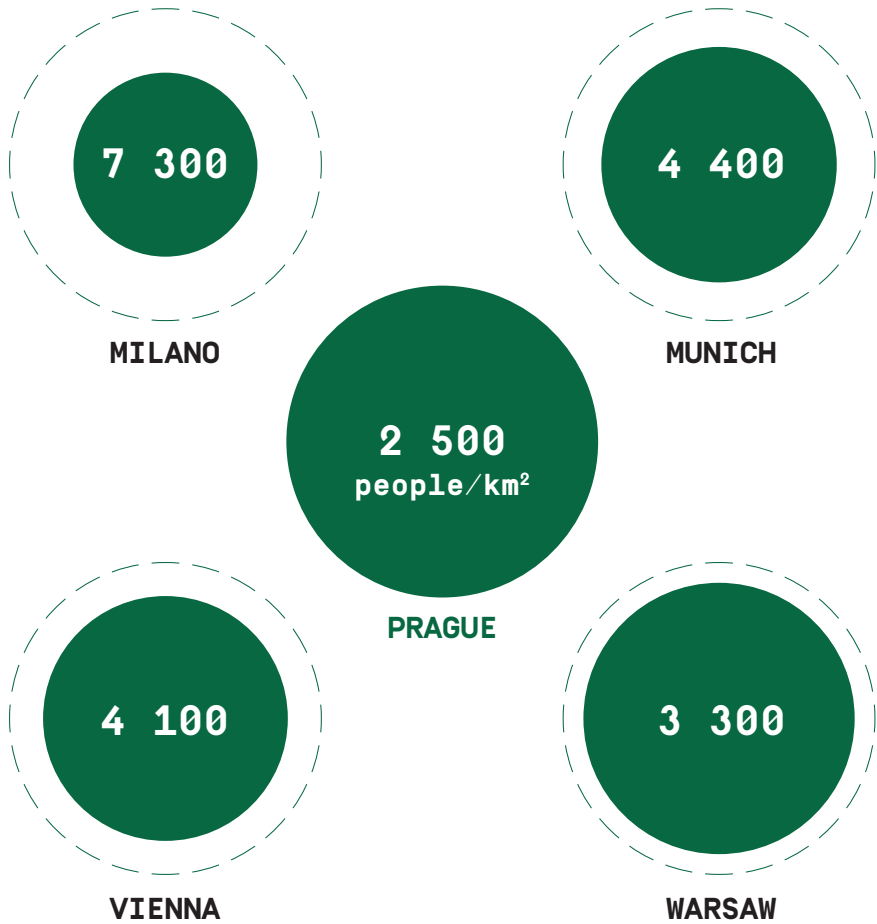 7 300
MILANO
4 400
MUNICH
2 500
people/km²
PRAGUE
4 100
VIENNA
3 300
WARSAW